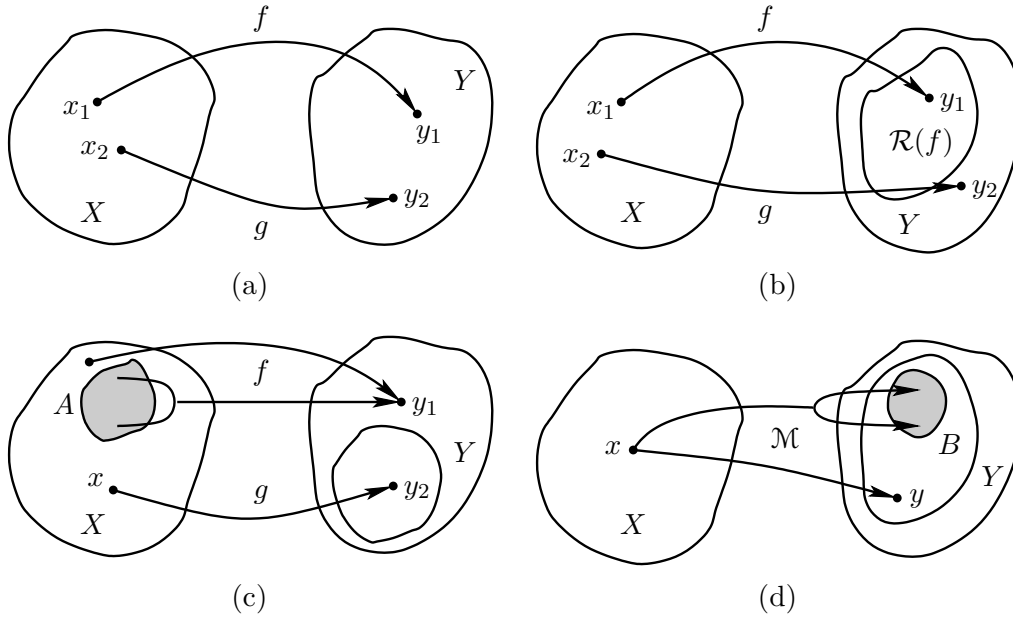 f
x₁
x₂
X
g
Y
y₁
y₂
(a)
f
x₁
x₂
X
g
y₁
ℛ(f)
y₂
Y
(b)
A
f
x
X
g
y₁
Y
y₂
(c)
x
X
ℳ
B
y
Y
(d)